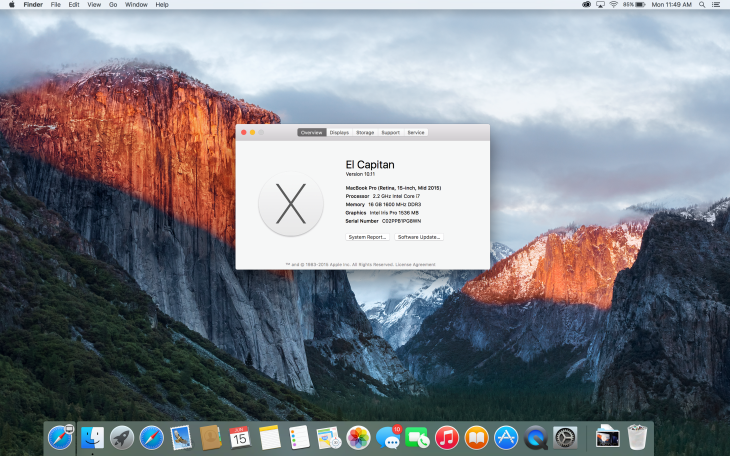 Finder File Edit View Go Window Help
85% Mon 11:49 AM
Overview Displays Storage Support Service
El Capitan
Version 10.11
MacBook Pro (Retina, 15-inch, Mid 2015)
Processor 2.2 GHz Intel Core i7
Memory 16 GB 1600 MHz DDR3
Graphics Intel Iris Pro 1536 MB
Serial Number C02PPB1PG8WN
System Report... Software Update...
™ and © 1983-2015 Apple Inc. All Rights Reserved. License Agreement
JUN
15
10